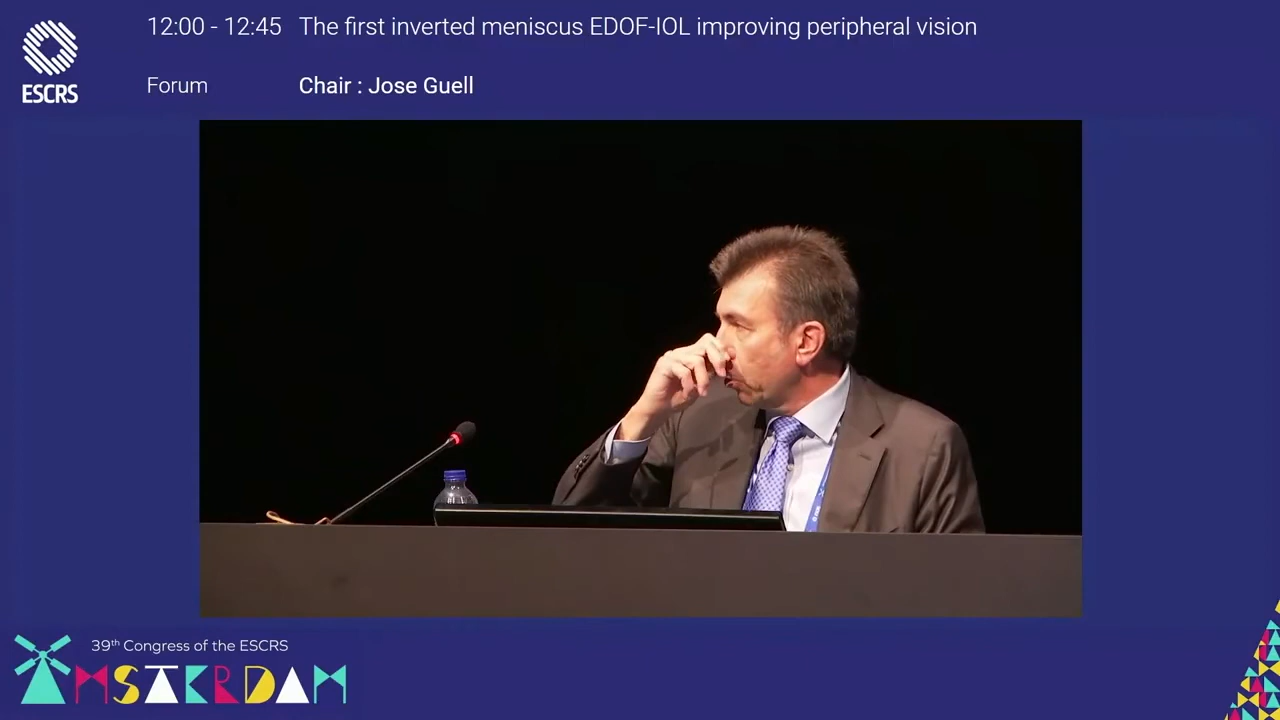 12:00 - 12:45 The first inverted meniscus EDOF-IOL improving peripheral vision
ESCRS
Forum Chair : Jose Guell
39th Congress of the ESCRS
AMSTERDAM